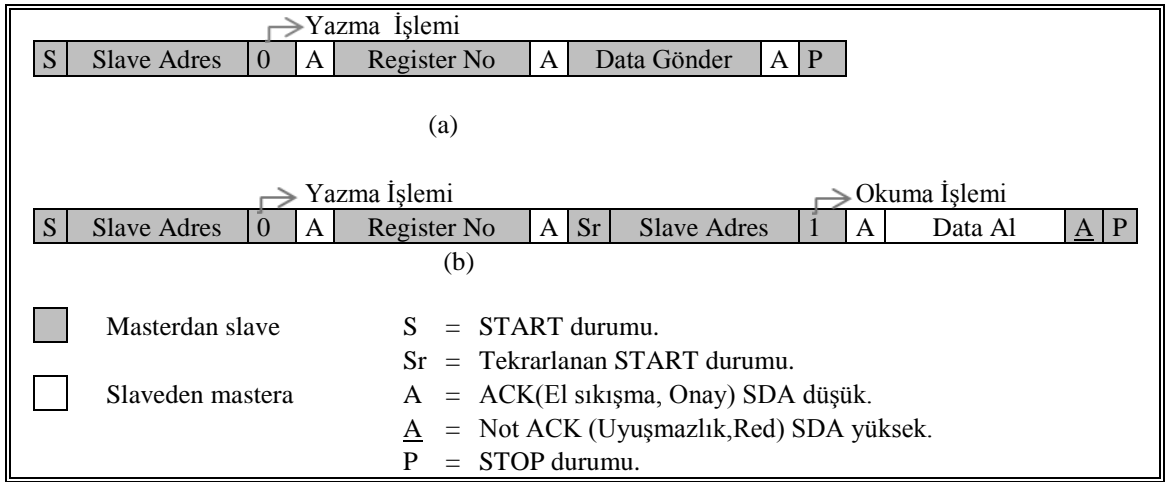 Yazma İşlemi
S Slave Adres 0 A Register No A Data Gönder A P
(a)
Yazma İşlemi Okuma İşlemi
S Slave Adres 0 A Register No A Sr Slave Adres 1 A Data Al A P
(b)
Masterdan slave S = START durumu.
Sr = Tekrarlanan START durumu.
Slaveden mastera A = ACK(El sıkışma, Onay) SDA düşük.
A = Not ACK (Uyuşmazlık,Red) SDA yüksek.
P = STOP durumu.